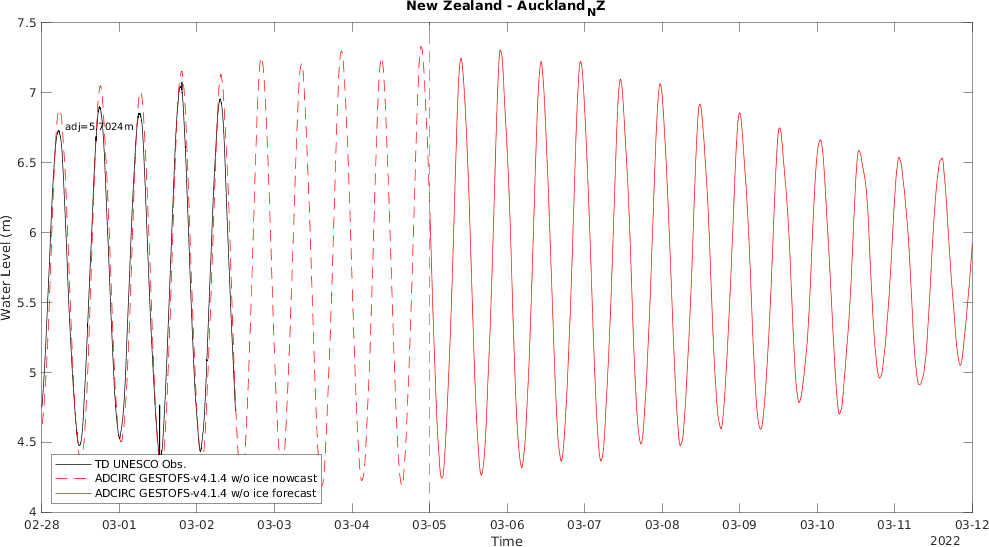 New Zealand - Auckland_NZ
7.5
7
6.5
6
5.5
5
4.5
4
Water Level (m)
adj=5.7024m
TD UNESCO Obs.
ADCIRC GESTOFS-v4.1.4 w/o ice nowcast
ADCIRC GESTOFS-v4.1.4 w/o ice forecast
02-28 03-01 03-02 03-03 03-04 03-05 03-06 03-07 03-08 03-09 03-10 03-11 03-12
Time
2022